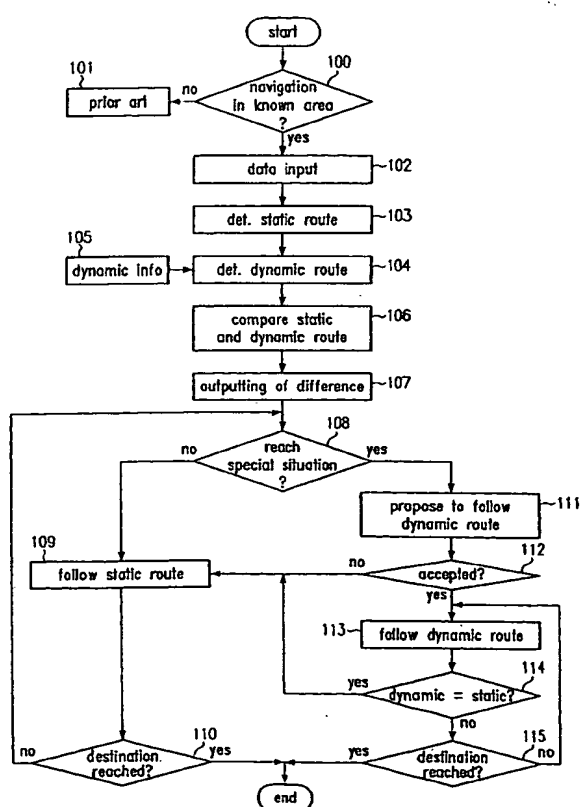 start
100
101
navigation
in known area
?
no
prior art
yes
data input
102
det. static route
103
105
dynamic info
det. dynamic route
104
compare static
and dynamic route
106
outputting of difference
107
108
no
reach
special situation
?
yes
propose to follow
dynamic route
111
109
follow static route
no
112
accepted?
yes
113
follow dynamic route
114
yes
dynamic = static?
no
110
no
destination
reached?
yes
yes
destination
reached?
115
no
end